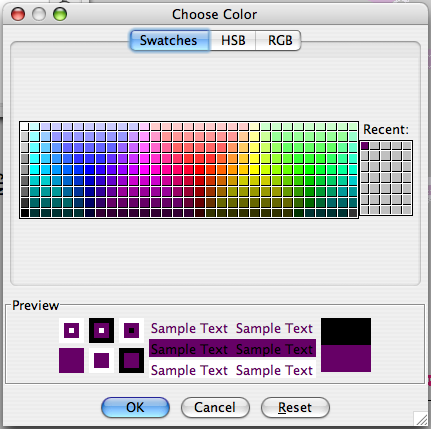 Choose Color
Swatches HSB RGB
Recent:
Preview
Sample Text Sample Text
Sample Text Sample Text
Sample Text Sample Text
OK Cancel Reset